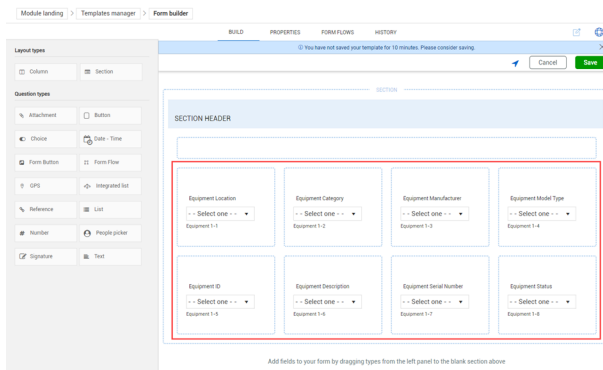 Module landing > Templates manager > Form builder
BUILD PROPERTIES FORM FLOWS HISTORY
You have not saved your template for 10 minutes. Please consider saving.
Cancel Save
Layout types
Column Section
Question types
Attachment Button
Choice Date - Time
Form Button Form Flow
GPS Integrated list
Reference List
Number People picker
Signature Text
SECTION
SECTION HEADER
Equipment Location Equipment Category Equipment Manufacturer Equipment Model Type
- - Select one - - - - Select one - - - - Select one - - - - Select one - -
Equipment 1-1 Equipment 1-2 Equipment 1-3 Equipment 1-4
Equipment ID Equipment Description Equipment Serial Number Equipment Status
- - Select one - - - - Select one - - - - Select one - - - - Select one - -
Equipment 1-5 Equipment 1-6 Equipment 1-7 Equipment 1-8
Add fields to your form by dragging types from the left panel to the blank section above